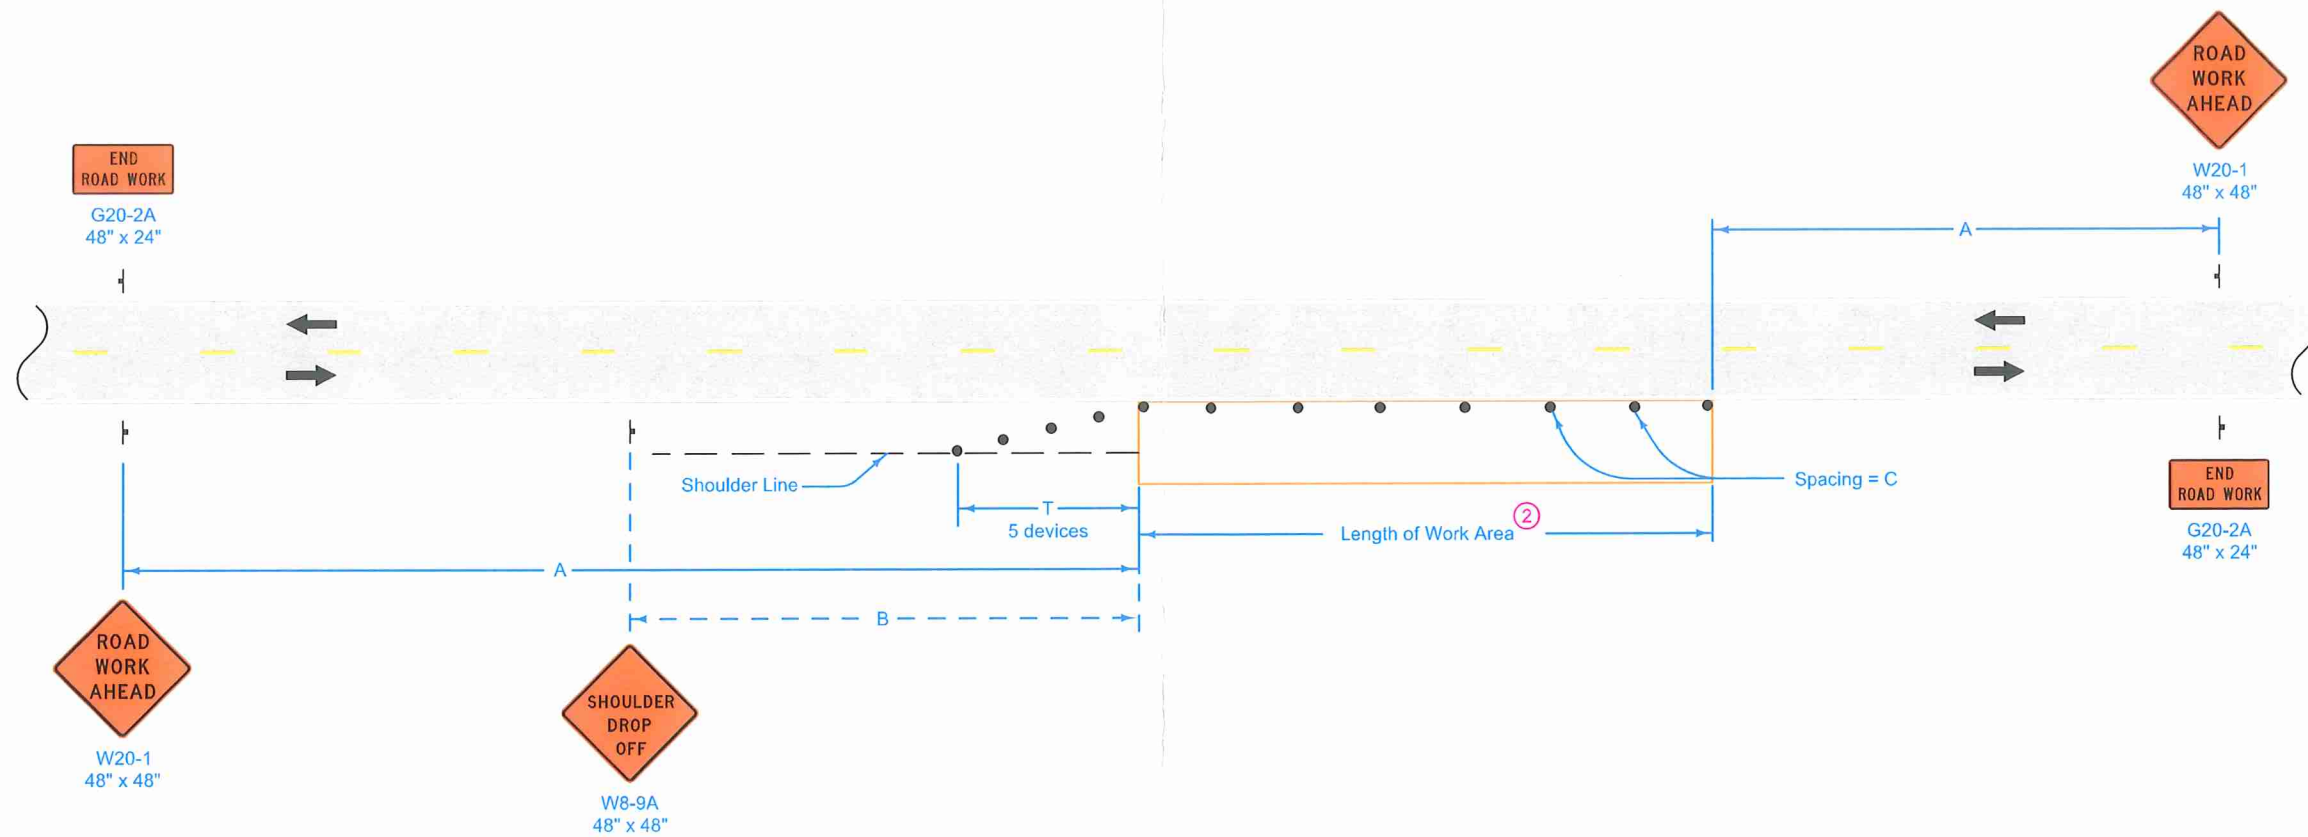 ROAD
WORK
AHEAD
W20-1
48" x 48"
END
ROAD WORK
G20-2A
48" x 24"
A
Shoulder Line
T
5 devices
Spacing = C
Length of Work Area ②
END
ROAD WORK
G20-2A
48" x 24"
A
B
ROAD
WORK
AHEAD
W20-1
48" x 48"
SHOULDER
DROP
OFF
W8-9A
48" x 48"